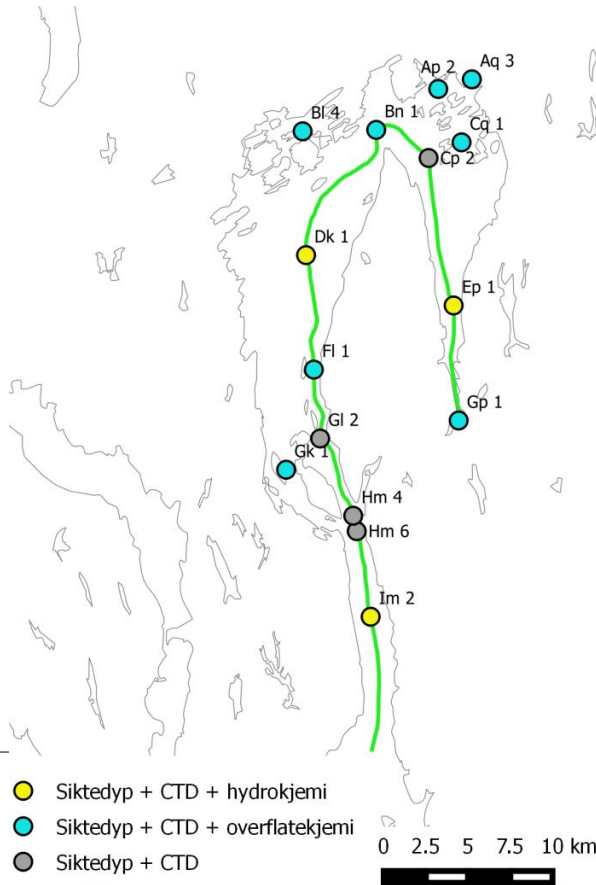 Aq 3
Ap 2
Bl 4
Bn 1
Cq 1
Cp 2
Dk 1
Ep 1
Fl 1
Gp 1
Gl 2
Gk 1
Hm 4
Hm 6
Im 2
Siktedyp + CTD + hydrokjemi
Siktedyp + CTD + overflatekjemi
Siktedyp + CTD
0 2.5 5 7.5 10 km